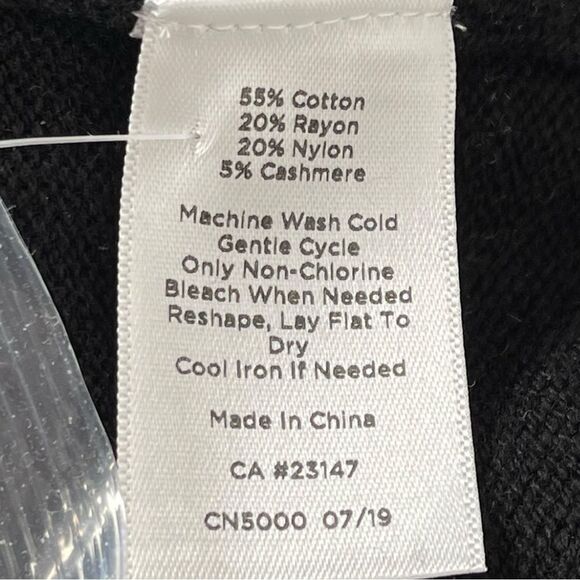 55% Cotton
20% Rayon
20% Nylon
5% Cashmere
Machine Wash Cold
Gentle Cycle
Only Non-Chlorine
Bleach When Needed
Reshape, Lay Flat To
Dry
Cool Iron If Needed
Made In China
CA #23147
CN5000 07/19